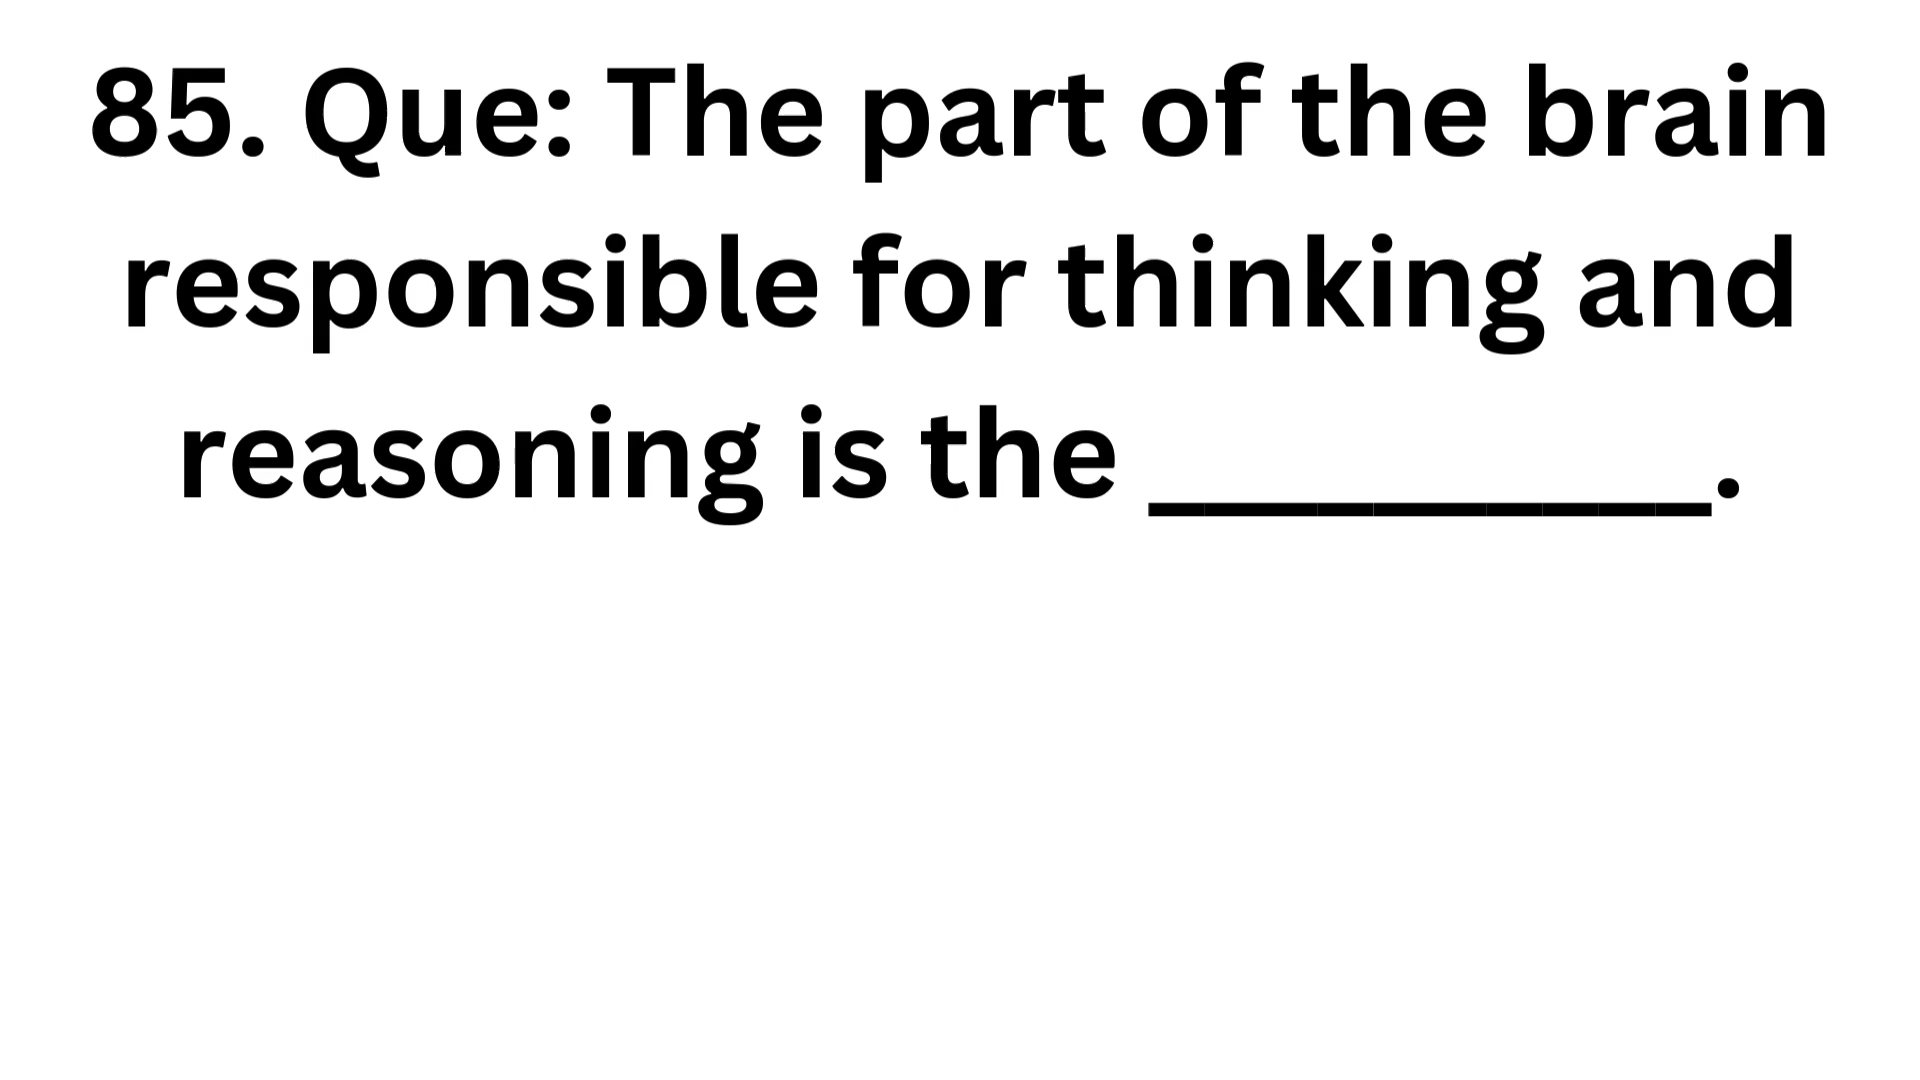 85. Que: The part of the brain
responsible for thinking and
reasoning is the __________.